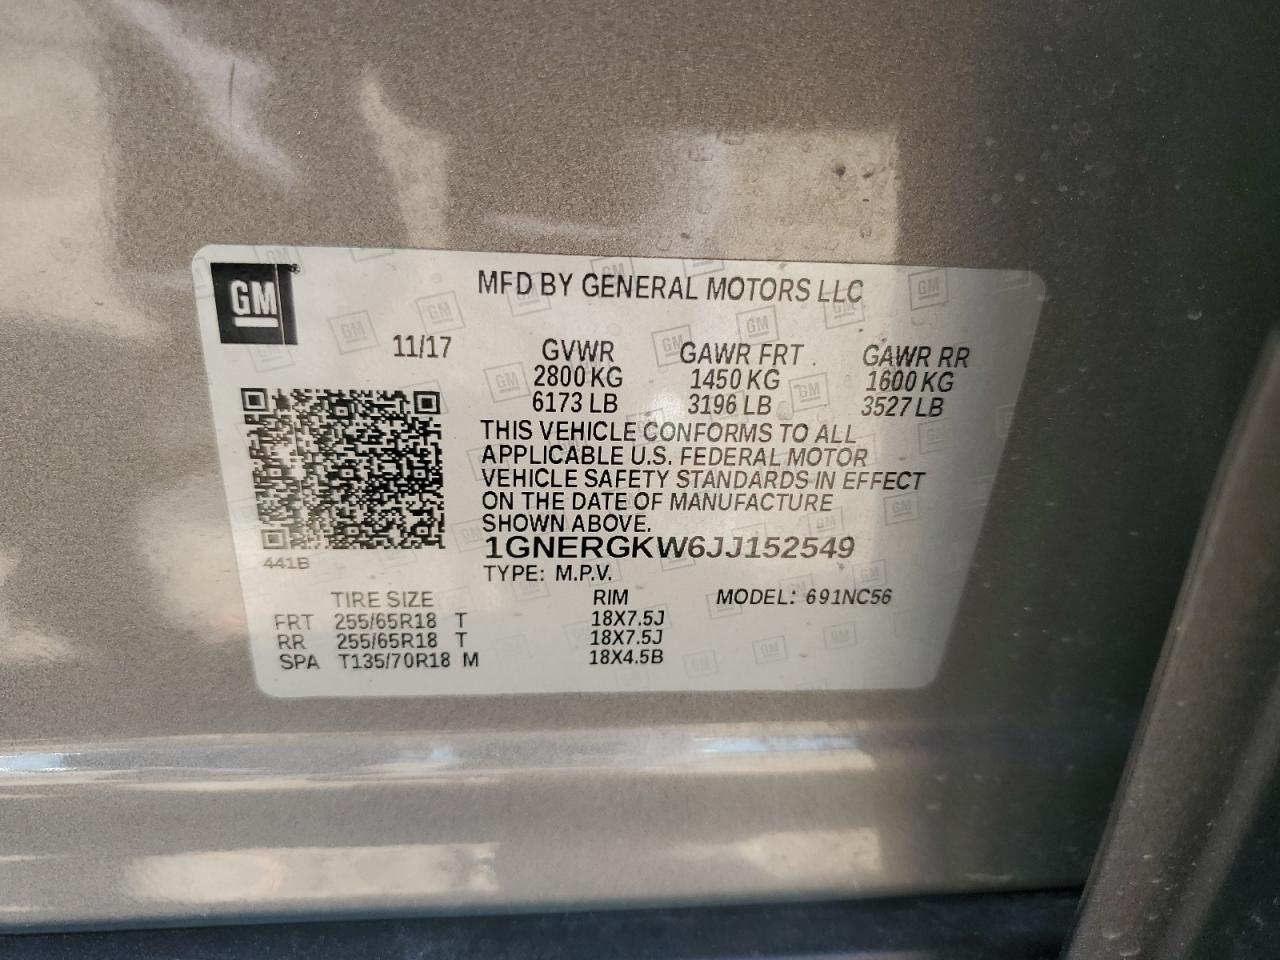 GM
MFD BY GENERAL MOTORS LLC
11/17 GVWR GAWR FRT GAWR RR
2800 KG 1450 KG 1600 KG
6173 LB 3196 LB 3527 LB
THIS VEHICLE CONFORMS TO ALL
APPLICABLE U.S. FEDERAL MOTOR
VEHICLE SAFETY STANDARDS IN EFFECT
ON THE DATE OF MANUFACTURE
SHOWN ABOVE.
1GNERGKW6JJ152549
441B
TYPE: M.P.V.
TIRE SIZE RIM MODEL: 691NC56
FRT 255/65R18 T 18X7.5J
RR 255/65R18 T 18X7.5J
SPA T135/70R18 M 18X4.5B